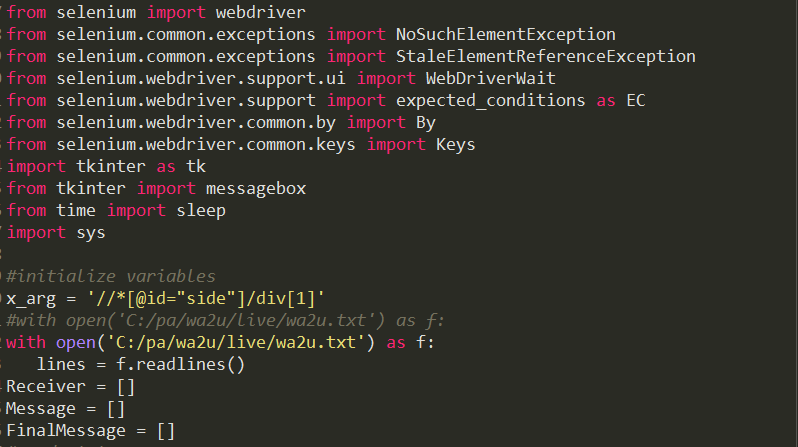 from selenium import webdriver
from selenium.common.exceptions import NoSuchElementException
from selenium.common.exceptions import StaleElementReferenceException
from selenium.webdriver.support.ui import WebDriverWait
from selenium.webdriver.support import expected_conditions as EC
from selenium.webdriver.common.by import By
from selenium.webdriver.common.keys import Keys
import tkinter as tk
from tkinter import messagebox
from time import sleep
import sys
#initialize variables
x_arg = '//*[@id="side"]/div[1]'
#with open('C:/pa/wa2u/live/wa2u.txt') as f:
with open('C:/pa/wa2u/live/wa2u.txt') as f:
   lines = f.readlines()
Receiver = []
Message = []
FinalMessage = []